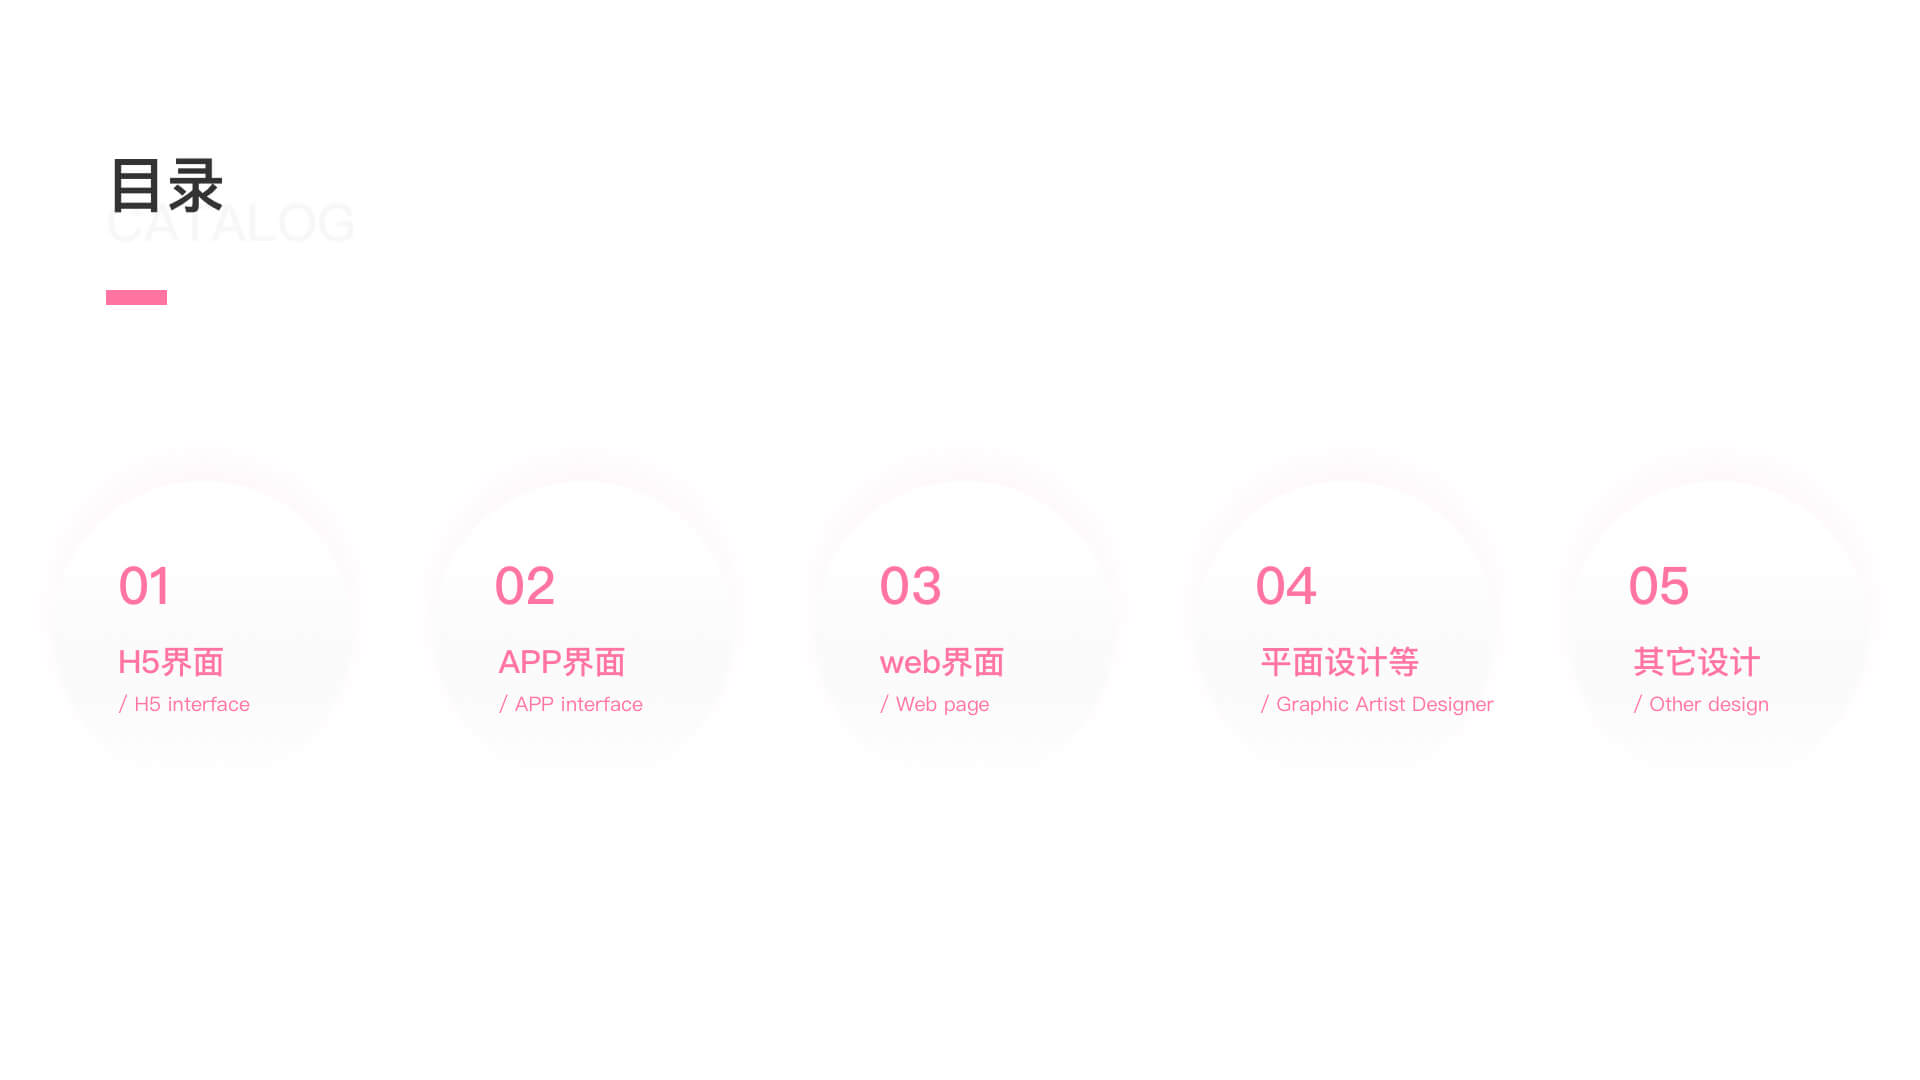 目录
CATALOG
01
H5界面
/ H5 interface
02
APP界面
/ APP interface
03
web界面
/ Web page
04
平面设计等
/ Graphic Artist Designer
05
其它设计
/ Other design